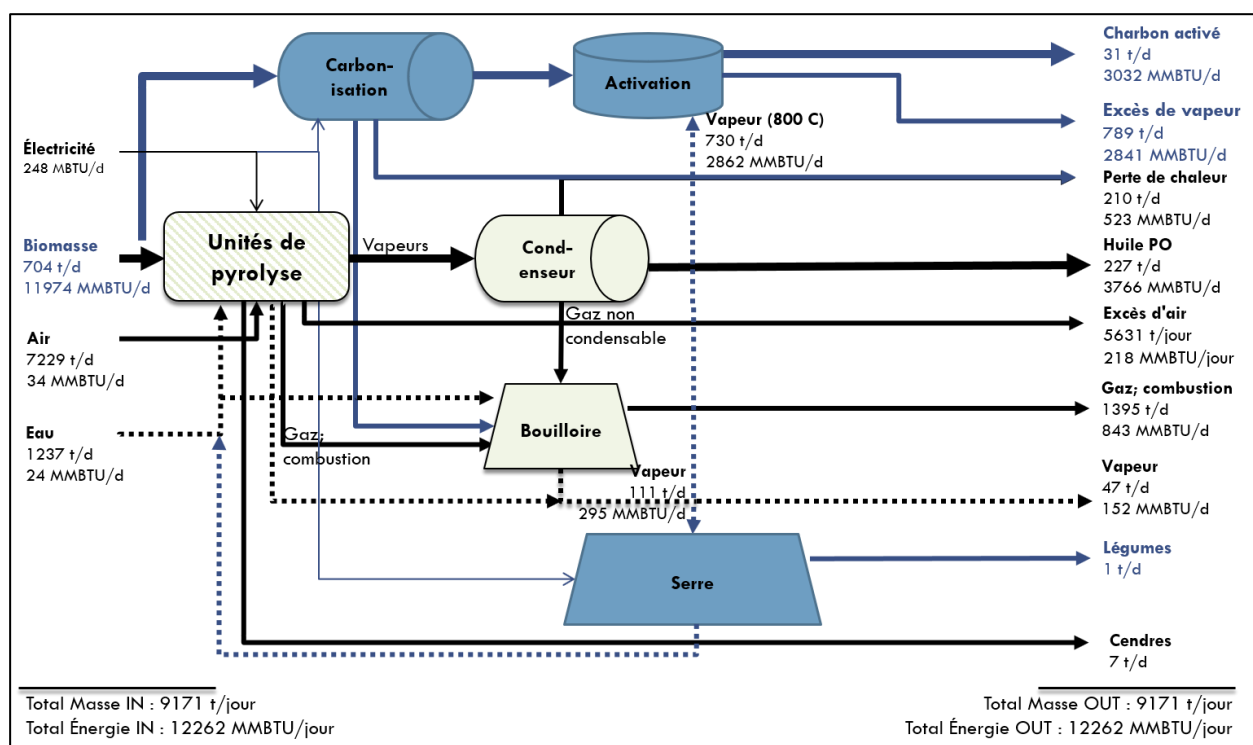 Carbon-
isation
Activation
Charbon activé
31 t/d
3032 MMBTU/d
Excès de vapeur
789 t/d
2841 MMBTU/d
Vapeur (800 C)
730 t/d
2862 MMBTU/d
Électricité
248 MBTU/d
Perte de chaleur
210 t/d
523 MMBTU/d
Biomasse
704 t/d
11974 MMBTU/d
Unités de
pyrolyse
Vapeurs
Cond-
enseur
Huile PO
227 t/d
3766 MMBTU/d
Air
7229 t/d
34 MMBTU/d
Gaz non
condensable
Excès d'air
5631 t/jour
218 MMBTU/jour
Eau
1237 t/d
24 MMBTU/d
Gaz;
combustion
Bouilloire
Gaz; combustion
1395 t/d
843 MMBTU/d
Vapeur
111 t/d
295 MMBTU/d
Vapeur
47 t/d
152 MMBTU/d
Serre
Légumes
1 t/d
Cendres
7 t/d
Total Masse IN : 9171 t/jour
Total Énergie IN : 12262 MMBTU/jour
Total Masse OUT : 9171 t/jour
Total Énergie OUT : 12262 MMBTU/jour